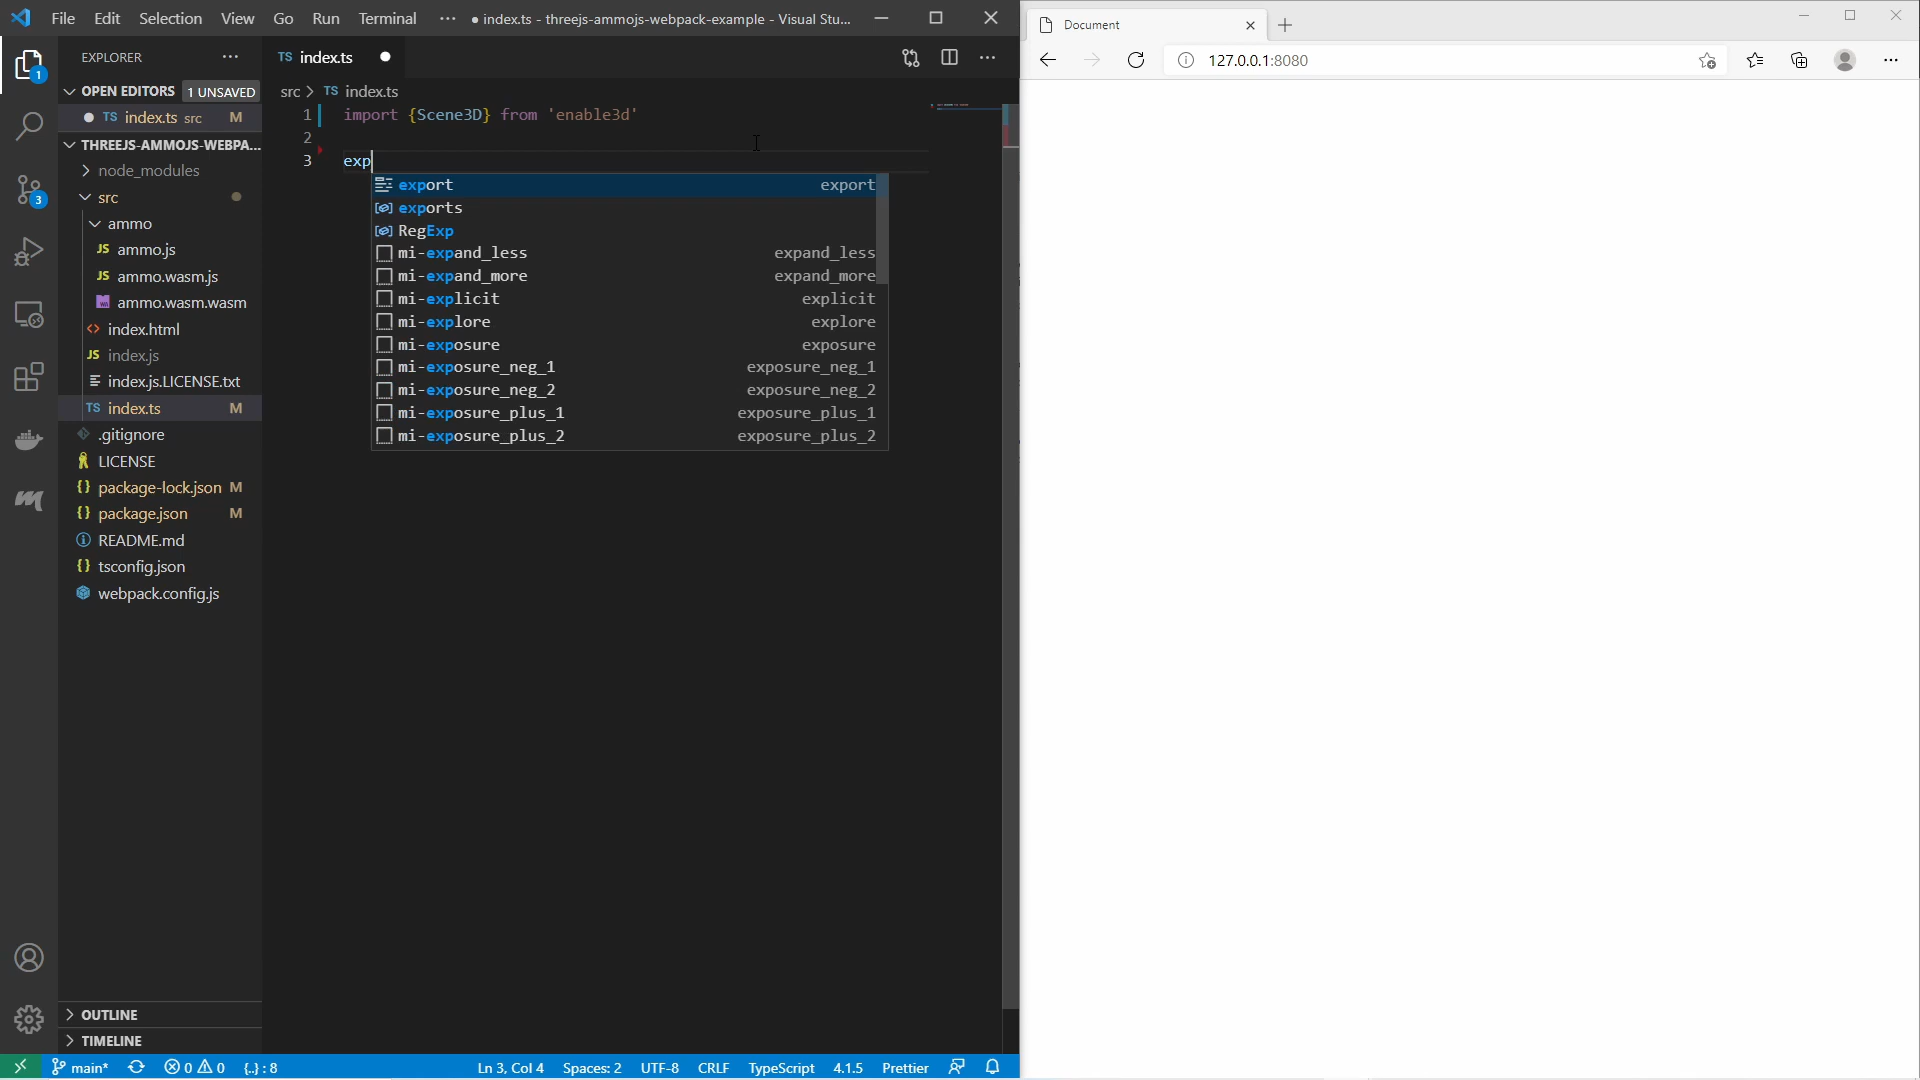 File Edit Selection View Go Run Terminal ··· ● index.ts - threejs-ammojs-webpack-example - Visual Stu...
EXPLORER ···
OPEN EDITORS 1 UNSAVED
● TS index.ts src M
THREEJS-AMMOJS-WEBPA...
node_modules
src
ammo
JS ammo.js
JS ammo.wasm.js
ammo.wasm.wasm
<> index.html
JS index.js
index.js.LICENSE.txt
TS index.ts M
.gitignore
LICENSE
{} package-lock.json M
{} package.json M
README.md
{} tsconfig.json
webpack.config.js
OUTLINE
TIMELINE
1
3
TS index.ts ●
src > TS index.ts
1 import {Scene3D} from 'enable3d'
2
3 exp
export export
exports
RegExp
mi-expand_less expand_less
mi-expand_more expand_more
mi-explicit explicit
mi-explore explore
mi-exposure exposure
mi-exposure_neg_1 exposure_neg_1
mi-exposure_neg_2 exposure_neg_2
mi-exposure_plus_1 exposure_plus_1
mi-exposure_plus_2 exposure_plus_2
main* 0 0 {..} : 8 Ln 3, Col 4 Spaces: 2 UTF-8 CRLF TypeScript 4.1.5 Prettier
Document
127.0.0.1:8080